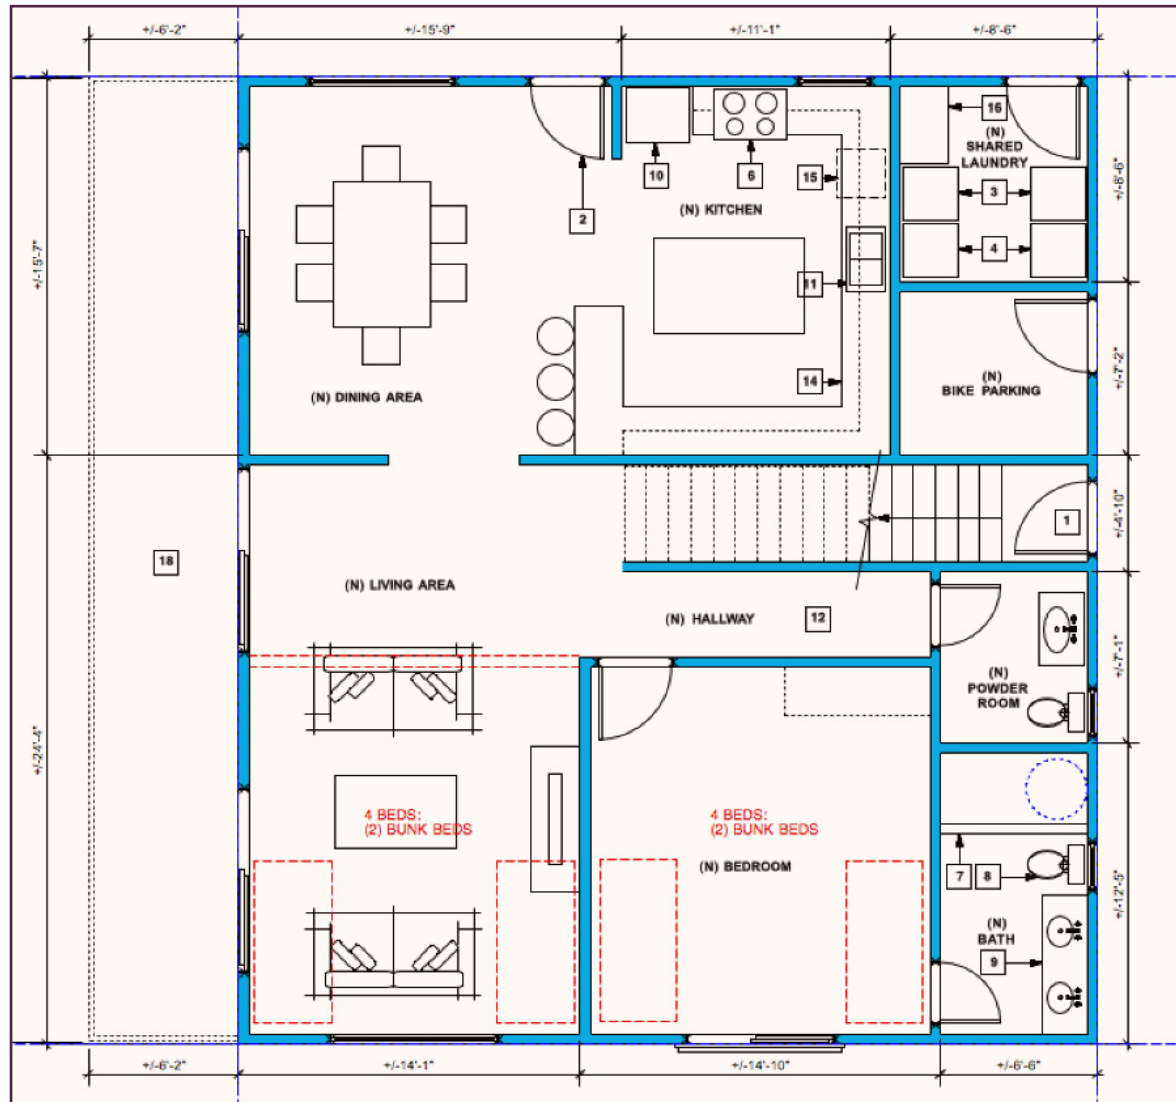 +/-6'-2"
+/-15'-9"
+/-11'-1"
+/-8'-6"
16
(N)
SHARED
LAUNDRY
10
6
15
3
2
(N) KITCHEN
4
11
+/-8'-6"
+/-15'-7"
14
(N)
BIKE PARKING
+/-7'-2"
(N) DINING AREA
1
+/-4'-10"
18
(N) LIVING AREA
(N) HALLWAY
12
+/-7'-1"
(N)
POWDER
ROOM
+/-24'-4"
4 BEDS:
(2) BUNK BEDS
4 BEDS:
(2) BUNK BEDS
(N) BEDROOM
7
8
+/-12'-5"
(N)
BATH
9
+/-6'-2"
+/-14'-1"
+/-14'-10"
+/-6'-6"